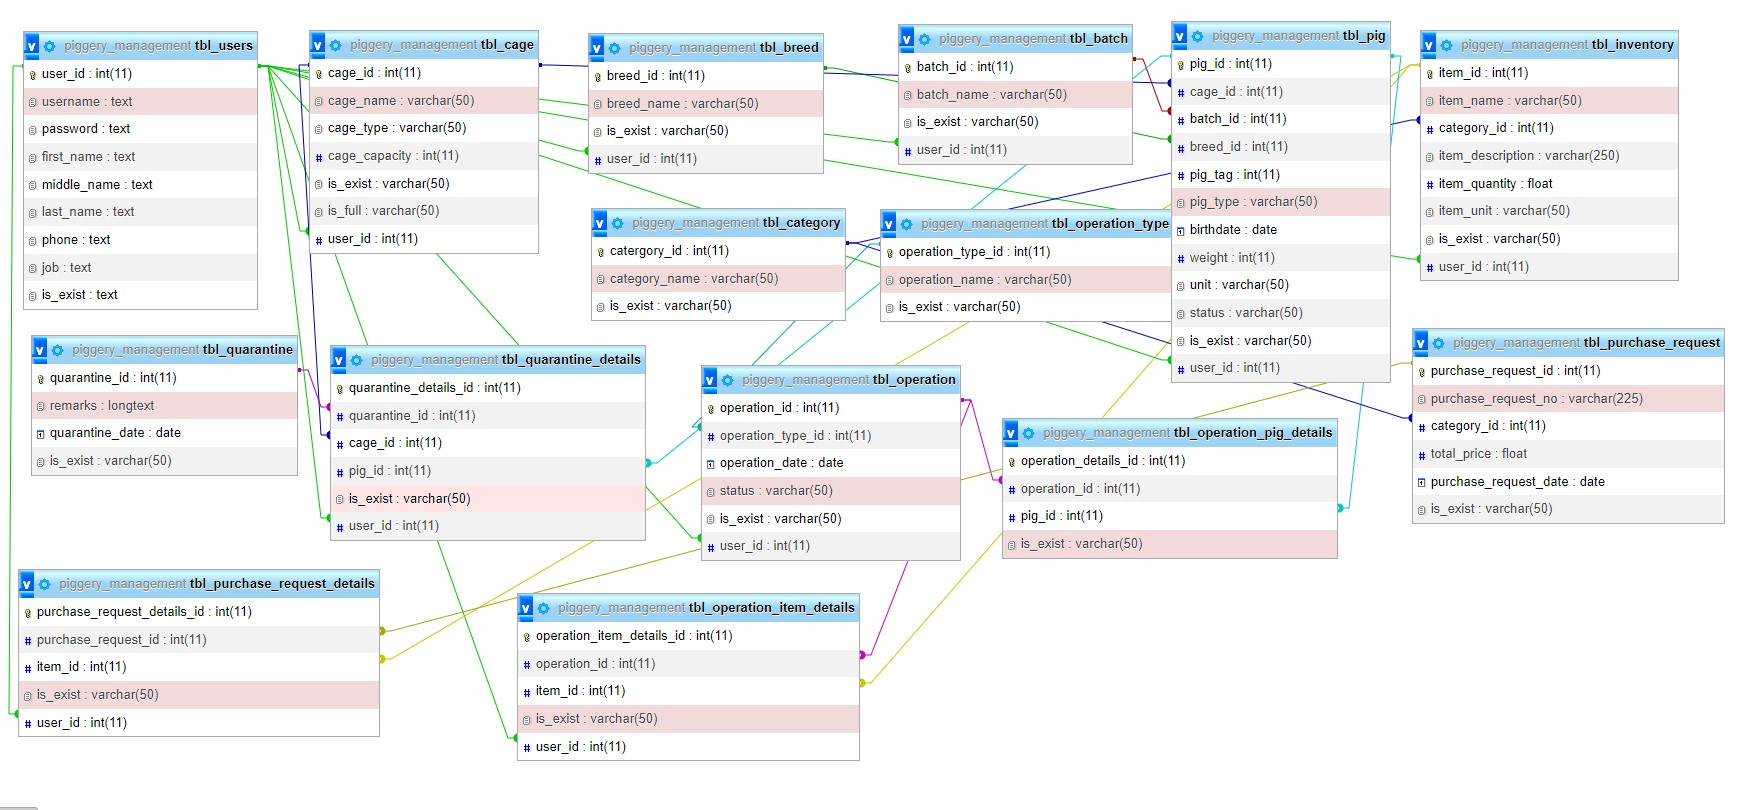 piggery_management tbl_users
user_id : int(11)
username : text
password : text
first_name : text
middle_name : text
last_name : text
phone : text
job : text
is_exist : text
piggery_management tbl_cage
cage_id : int(11)
cage_name : varchar(50)
cage_type : varchar(50)
cage_capacity : int(11)
is_exist : varchar(50)
is_full : varchar(50)
user_id : int(11)
piggery_management tbl_breed
breed_id : int(11)
breed_name : varchar(50)
is_exist : varchar(50)
user_id : int(11)
piggery_management tbl_batch
batch_id : int(11)
batch_name : varchar(50)
is_exist : varchar(50)
user_id : int(11)
piggery_management tbl_pig
pig_id : int(11)
cage_id : int(11)
batch_id : int(11)
breed_id : int(11)
pig_tag : int(11)
pig_type : varchar(50)
birthdate : date
weight : int(11)
unit : varchar(50)
status : varchar(50)
is_exist : varchar(50)
user_id : int(11)
piggery_management tbl_inventory
item_id : int(11)
item_name : varchar(50)
category_id : int(11)
item_description : varchar(250)
item_quantity : float
item_unit : varchar(50)
is_exist : varchar(50)
user_id : int(11)
piggery_management tbl_category
catergory_id : int(11)
category_name : varchar(50)
is_exist : varchar(50)
piggery_management tbl_operation_type
operation_type_id : int(11)
operation_name : varchar(50)
is_exist : varchar(50)
piggery_management tbl_quarantine
quarantine_id : int(11)
remarks : longtext
quarantine_date : date
is_exist : varchar(50)
piggery_management tbl_quarantine_details
quarantine_details_id : int(11)
quarantine_id : int(11)
cage_id : int(11)
pig_id : int(11)
is_exist : varchar(50)
user_id : int(11)
piggery_management tbl_operation
operation_id : int(11)
operation_type_id : int(11)
operation_date : date
status : varchar(50)
is_exist : varchar(50)
user_id : int(11)
piggery_management tbl_operation_pig_details
operation_details_id : int(11)
operation_id : int(11)
pig_id : int(11)
is_exist : varchar(50)
piggery_management tbl_purchase_request
purchase_request_id : int(11)
purchase_request_no : varchar(225)
category_id : int(11)
total_price : float
purchase_request_date : date
is_exist : varchar(50)
piggery_management tbl_purchase_request_details
purchase_request_details_id : int(11)
purchase_request_id : int(11)
item_id : int(11)
is_exist : varchar(50)
user_id : int(11)
piggery_management tbl_operation_item_details
operation_item_details_id : int(11)
operation_id : int(11)
item_id : int(11)
is_exist : varchar(50)
user_id : int(11)